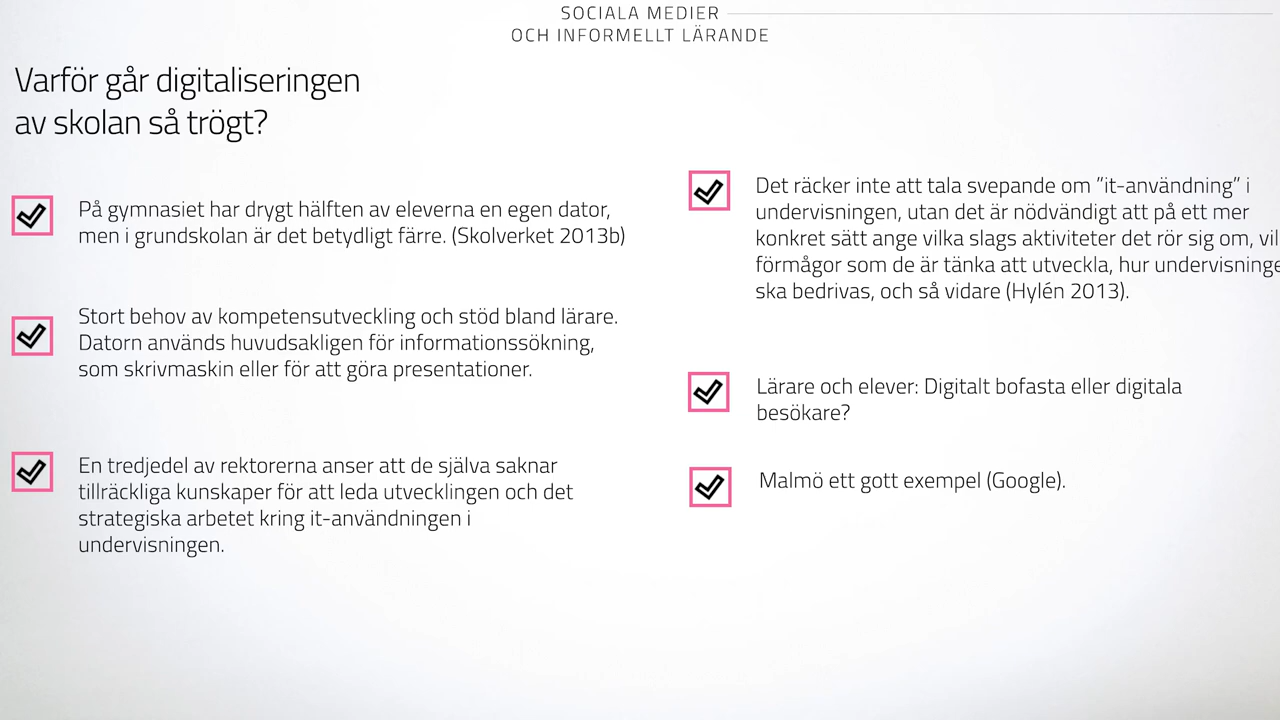 SOCIALA MEDIER
OCH INFORMELLT LÄRANDE
Varför går digitaliseringen
av skolan så trögt?
På gymnasiet har drygt hälften av eleverna en egen dator,
men i grundskolan är det betydligt färre. (Skolverket 2013b)
Stort behov av kompetensutveckling och stöd bland lärare.
Datorn används huvudsakligen för informationssökning,
som skrivmaskin eller för att göra presentationer.
En tredjedel av rektorerna anser att de själva saknar
tillräckliga kunskaper för att leda utvecklingen och det
strategiska arbetet kring it-användningen i
undervisningen.
Det räcker inte att tala svepande om ”it-användning” i
undervisningen, utan det är nödvändigt att på ett mer
konkret sätt ange vilka slags aktiviteter det rör sig om,
förmågor som de är tänka att utveckla, hur
ska bedrivas, och så vidare (Hylén 2013).
Lärare och elever: Digitalt bofasta eller digitala
besökare?
Malmö ett gott exempel (Google).